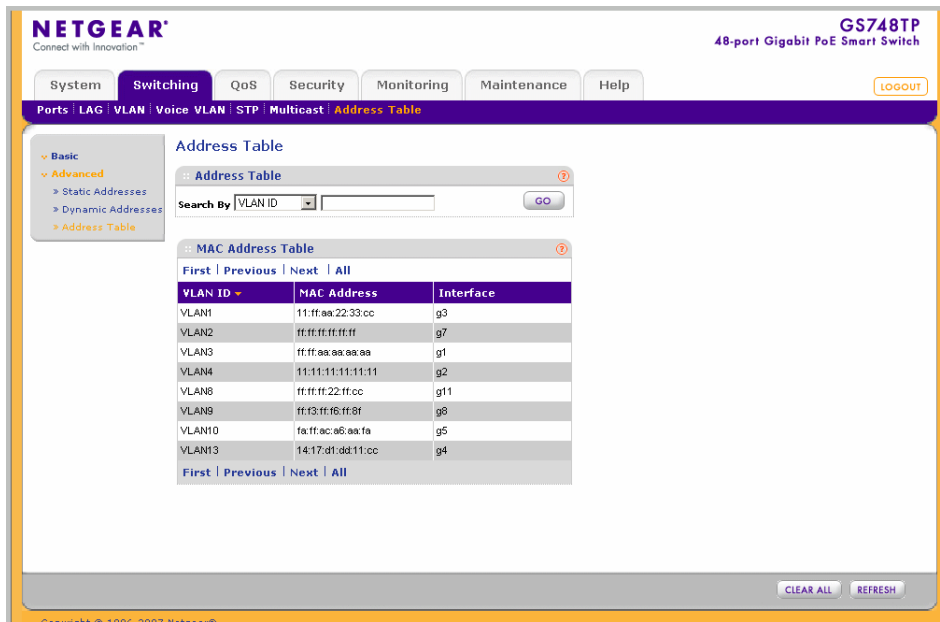 NETGEAR®
Connect with Innovation™
GS748TP
48-port Gigabit PoE Smart Switch
System Switching QoS Security Monitoring Maintenance Help
LOGOUT
Ports LAG VLAN Voice VLAN STP Multicast Address Table
Basic
Advanced
» Static Addresses
» Dynamic Addresses
» Address Table
Address Table
:: Address Table ?
Search By VLAN ID GO
:: MAC Address Table ?
First | Previous | Next | All
VLAN ID MAC Address Interface
VLAN1 11:ff:aa:22:33:cc g3
VLAN2 ff:ff:ff:ff:ff:ff g7
VLAN3 ff:ff:aa:aa:aa:aa g1
VLAN4 11:11:11:11:11:11 g2
VLAN8 ff:ff:ff:22:ff:cc g11
VLAN9 ff:f3:ff:f6:ff:8f g8
VLAN10 fa:ff:ac:a6:aa:fa g5
VLAN13 14:17:d1:dd:11:cc g4
First | Previous | Next | All
CLEAR ALL REFRESH
Copyright © 1996-2007 Netgear®